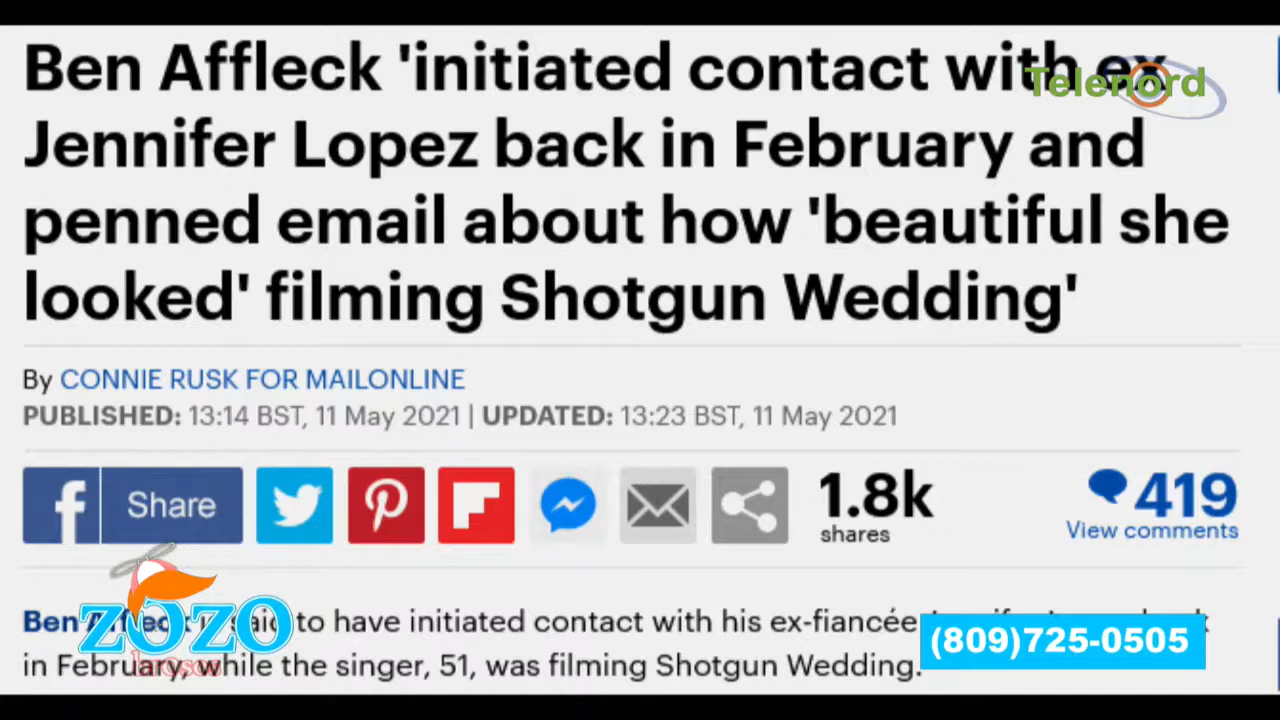 Ben Affleck 'initiated contact with ex
Telenord
Jennifer Lopez back in February and
penned email about how 'beautiful she
looked' filming Shotgun Wedding'
By CONNIE RUSK FOR MAILONLINE
PUBLISHED: 13:14 BST, 11 May 2021 | UPDATED: 13:23 BST, 11 May 2021
f Share
1.8k
shares
419
View comments
ZOZO
Ben Affleck is said to have initiated contact with his ex-fiancée
(809)725-0505
in February, while the singer, 51, was filming Shotgun Wedding.